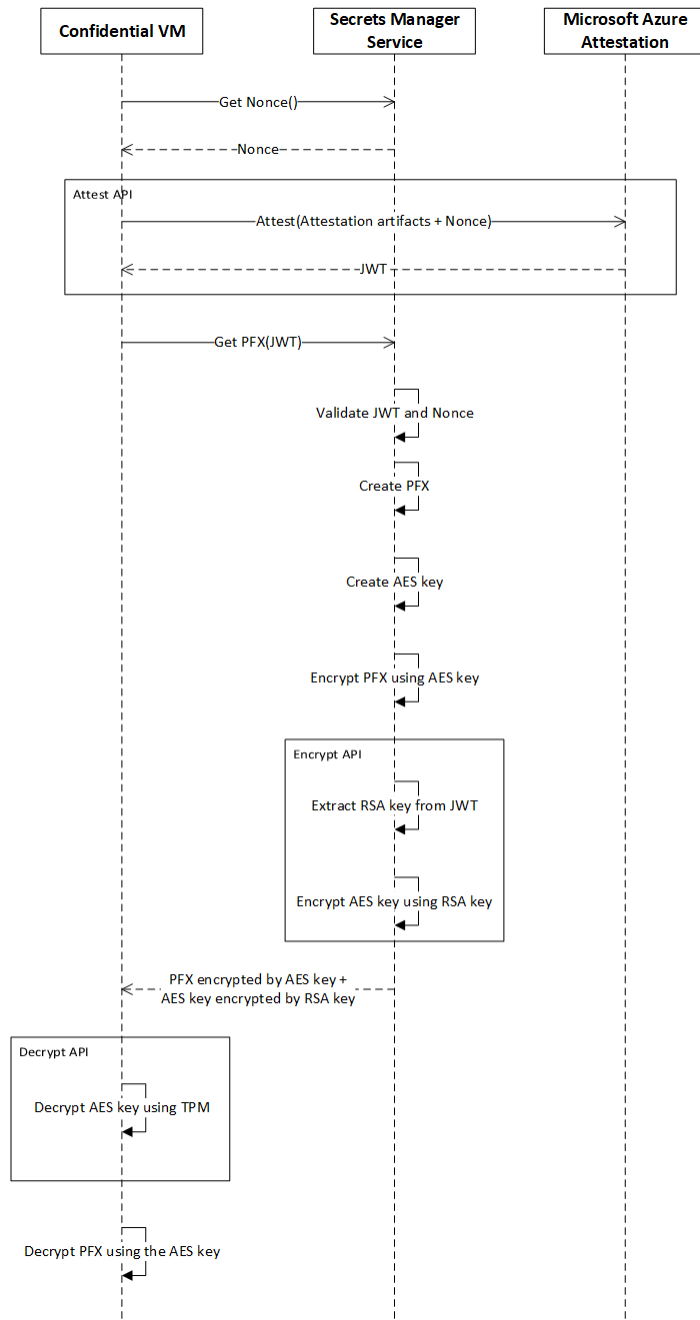 Confidential VM
Secrets Manager
Service
Microsoft Azure
Attestation
Get Nonce()
Nonce
Attest API
Attest(Attestation artifacts + Nonce)
JWT
Get PFX(JWT)
Validate JWT and Nonce
Create PFX
Create AES key
Encrypt PFX using AES key
Encrypt API
Extract RSA key from JWT
Encrypt AES key using RSA key
PFX encrypted by AES key +
AES key encrypted by RSA key
Decrypt API
Decrypt AES key using TPM
Decrypt PFX using the AES key